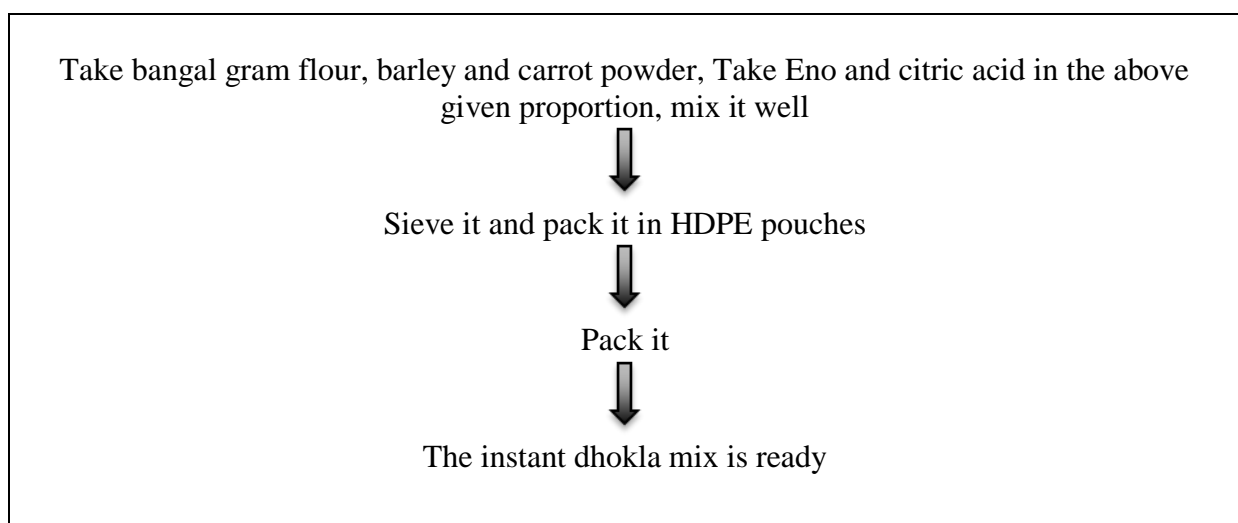 Take bangal gram flour, barley and carrot powder, Take Eno and citric acid in the above
given proportion, mix it well
Sieve it and pack it in HDPE pouches
Pack it
The instant dhokla mix is ready